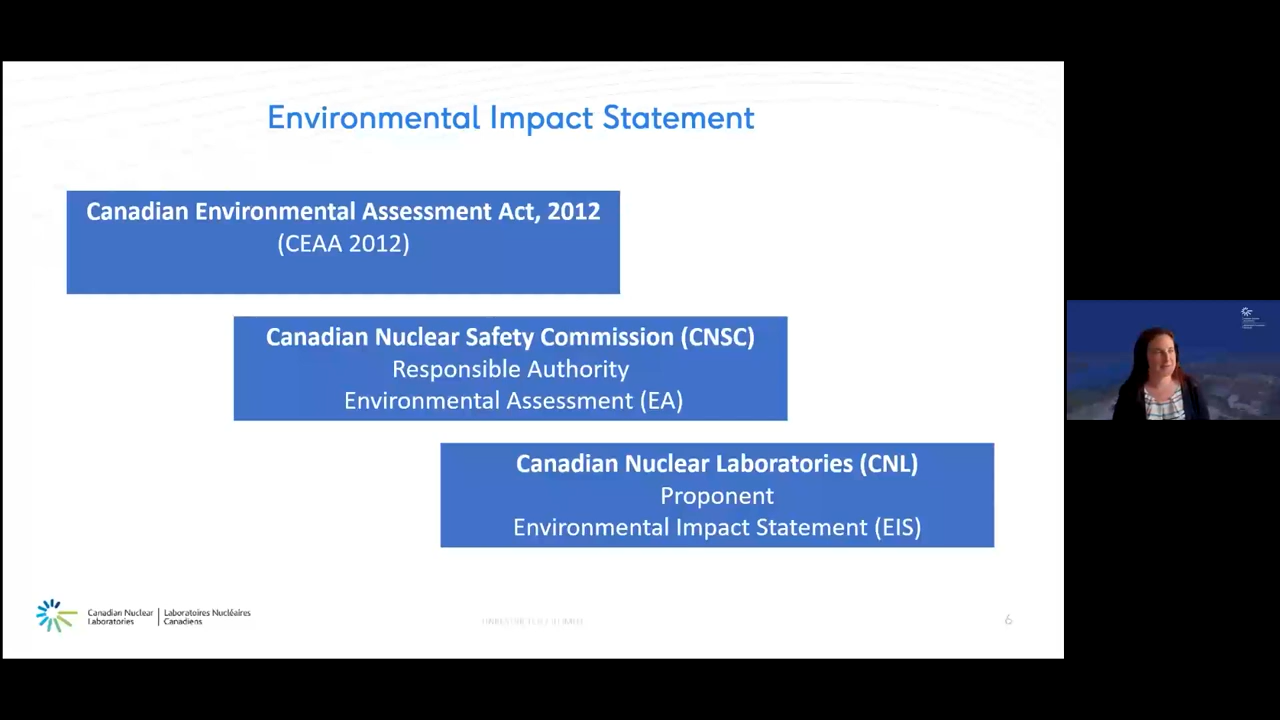 Environmental Impact Statement
Canadian Environmental Assessment Act, 2012
(CEAA 2012)
Canadian Nuclear Safety Commission (CNSC)
Responsible Authority
Environmental Assessment (EA)
Canadian Nuclear Laboratories (CNL)
Proponent
Environmental Impact Statement (EIS)
Canadian Nuclear Laboratories | Laboratoires Nucléaires Canadiens
6